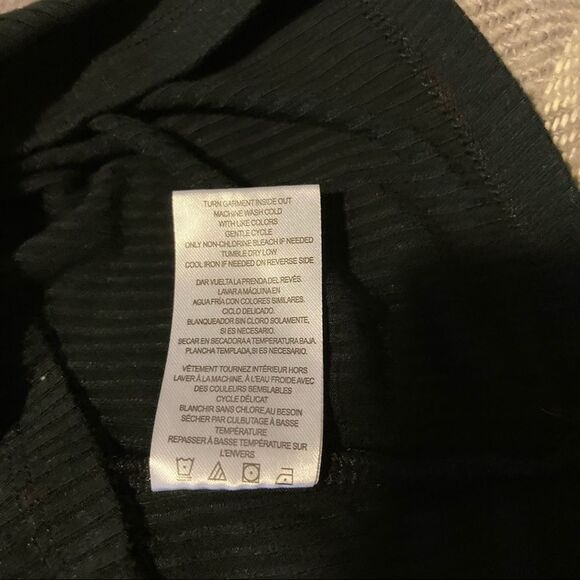 TURN GARMENT INSIDE OUT
MACHINE WASH COLD
WITH LIKE COLORS
GENTLE CYCLE
ONLY NON-CHLORINE BLEACH IF NEEDED
TUMBLE DRY LOW
COOL IRON IF NEEDED ON REVERSE SIDE
DAR VUELTA LA PRENDA DEL REVÉS.
LAVAR A MÁQUINA EN
AGUA FRÍA CON COLORES SIMILARES.
CICLO DELICADO.
BLANQUEADOR SIN CLORO SOLAMENTE,
SI ES NECESARIO.
SECAR EN SECADORA A TEMPERATURA BAJA.
PLANCHA TEMPLADA,SI ES NECESARIO.
VÊTEMENT TOURNEZ INTÉRIEUR HORS
LAVER À LA MACHINE, À L'EAU FROIDE AVEC
DES COULEURS SEMBLABLES
CYCLE DÉLICAT
BLANCHIR SANS CHLORE,AU BESOIN
SÉCHER PAR CULBUTAGE À BASSE
TEMPÉRATURE
REPASSER À BASSE TEMPÉRATURE SUR
L'ENVERS